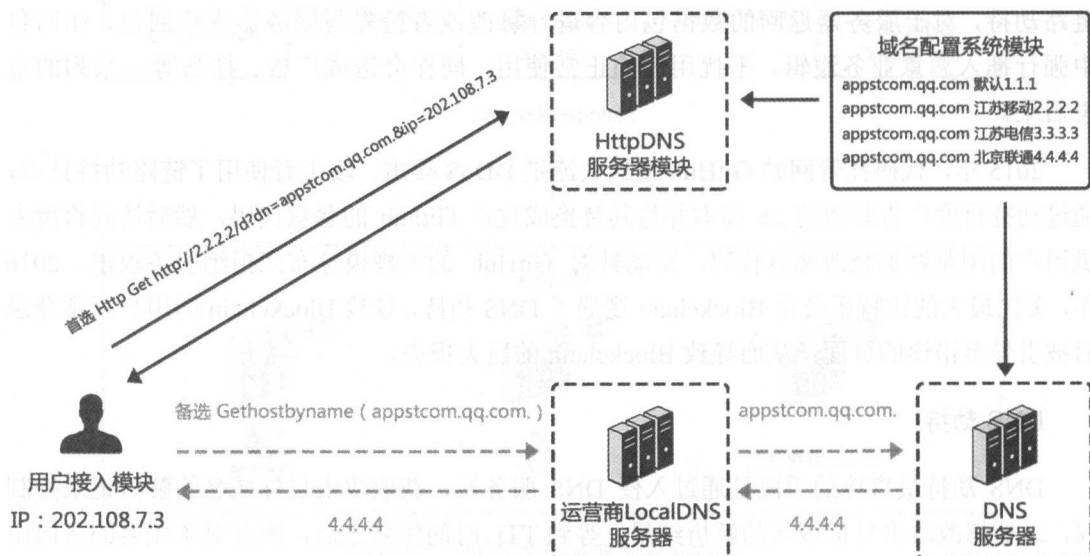 HttpDNS
服务器模块
域名配置系统模块
appstcom.qq.com 默认1.1.1
appstcom.qq.com 江苏移动2.2.2.2
appstcom.qq.com 江苏电信3.3.3.3
appstcom.qq.com 北京联通4.4.4.4
首选 Http Get http://2.2.2.2/d?dn=appstcom.qq.com.&ip=202.108.7.3
备选 Gethostbyname（appstcom.qq.com.）
appstcom.qq.com.
用户接入模块
IP：202.108.7.3
4.4.4.4
运营商LocalDNS
服务器
4.4.4.4
DNS
服务器